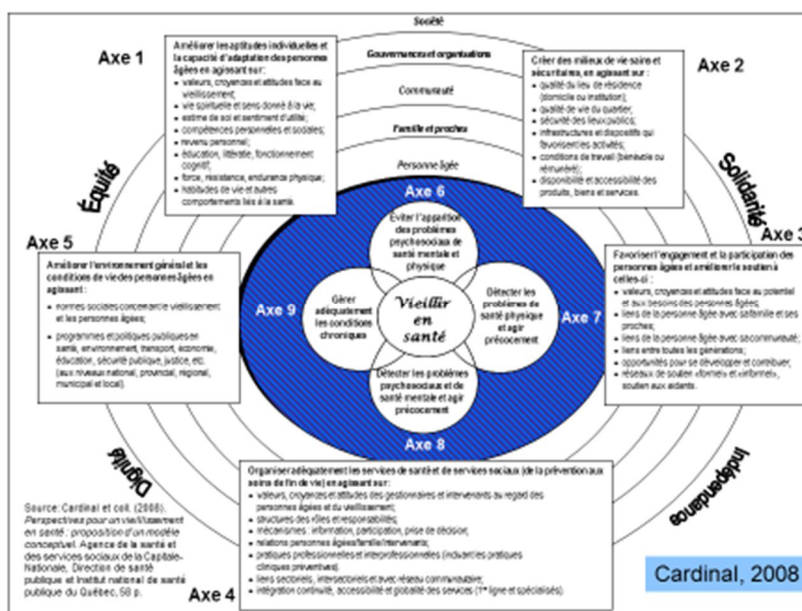 Société
Gouvernances et organisations
Communauté
Famille et proches
Personne âgée
Axe 1
Améliorer les aptitudes individuelles et
la capacité d'adaptation des personnes
âgées en agissant sur:
• valeurs, croyances et attitudes face au
vieillissement;
• vie spirituelle et sens donné à la vie;
• estime de soi et sentiment d'utilité;
• compétences personnelles et sociales;
• revenu personnel;
• éducation, littératie, fonctionnement
cognitif;
• force, résistance, endurance physique;
• habitudes de vie et autres
comportements liés à la santé.
Axe 2
Créer des milieux de vie sains et
sécuritaires, en agissant sur :
• qualité du lieu de résidence
(domicile ou institution);
• qualité de vie du quartier;
• sécurité des lieux publics;
• infrastructures et dispositifs qui
favorisent les activités;
• conditions de travail (bénévole ou
rémunéré);
• disponibilité et accessibilité des
produits, biens et services.
Équité
Solidarité
Axe 5
Améliorer l'environnement général et les
conditions de vie des personnes âgées en
agissant :
• normes sociales concernant le vieillissement
et les personnes âgées;
• programmes et politiques publiques en
santé, environnement, transport, économie,
éducation, sécurité publique, justice, etc.
(aux niveaux national, provincial, régional,
municipal et local).
Axe 6
Éviter l'apparition
des problèmes
psychosociaux de
santé mentale et
physique
Axe 9
Gérer
adéquatement
les conditions
chroniques
Vieillir
en
santé
Détecter les
problèmes de
santé physique et
agir
précocement
Axe 7
Détecter les problèmes
psychosociaux et de
santé mentale et agir
précocement
Axe 8
Axe 3
Favoriser l'engagement et la participation des
personnes âgées et améliorer le soutien à
celles-ci :
• valeurs, croyances et attitudes face au potentiel
et aux besoins des personnes âgées;
• liens de la personne âgée avec sa famille et ses
proches;
• liens de la personne âgée avec sa communauté;
• liens entre toutes les générations;
• opportunités pour se développer et contribuer;
• réseaux de soutien «formel» et «informel»,
soutien aux aidants.
Dignité
Indépendance
Organiser adéquatement les services de santé et de services sociaux (de la prévention aux
soins de fin de vie) en agissant sur:
• valeurs, croyances et attitudes des gestionnaires et intervenants au regard des
personnes âgées et du vieillissement;
• structures des rôles et responsabilités;
• mécanismes : information, participation, prise de décision;
• relations personnes âgées/famille/intervenants;
• pratiques professionnelles et interprofessionnelles (incluant les pratiques
cliniques préventives).
• liens sectoriels, intersectoriels et avec réseau communautaire;
• intégration continuité, accessibilité et globalité des services (1re ligne et spécialisés).
Axe 4
Source: Cardinal et coll. (2008).
Perspectives pour un vieillissement
en santé : proposition d'un modèle
conceptuel. Agence de la santé et
des services sociaux de la Capitale-
Nationale, Direction de santé
publique et Institut national de santé
publique du Québec, 58 p.
Cardinal, 2008